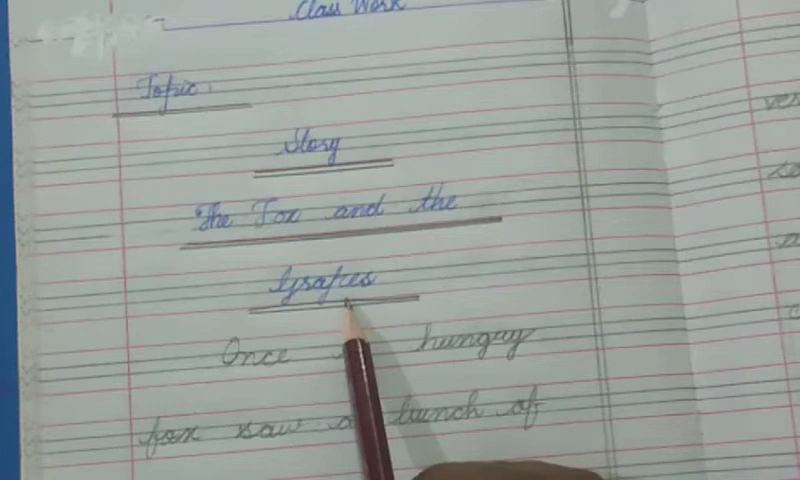 Class Work
Topic:
Story
The Fox and the
Grapes
Once hungry
fox saw a bunch of